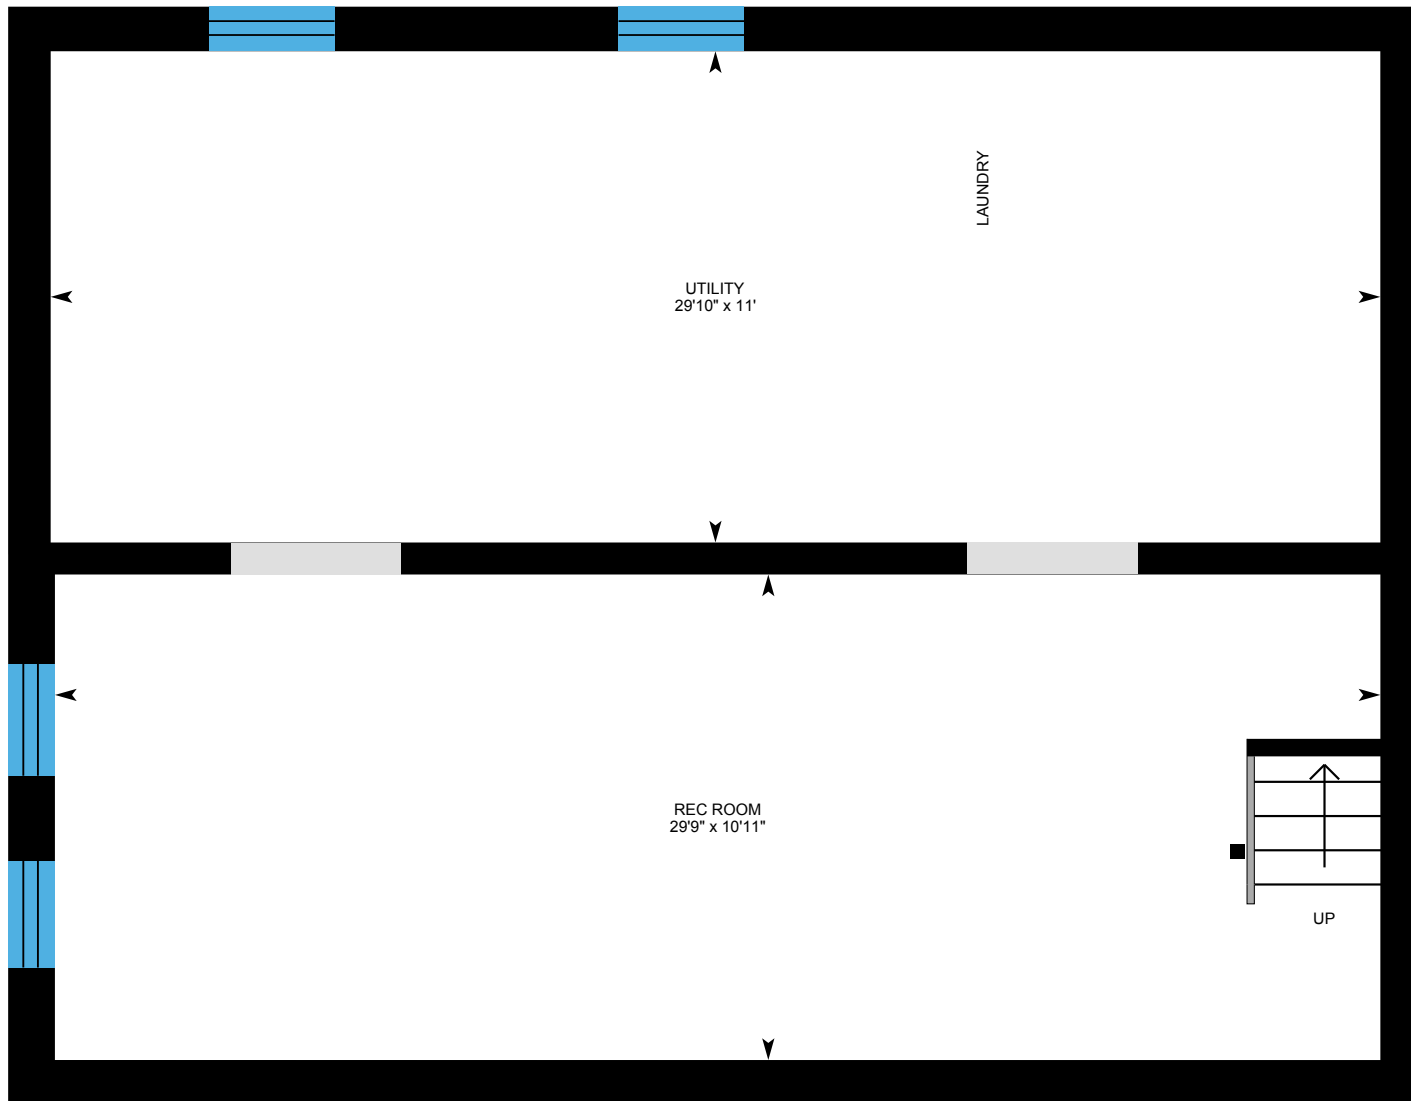 LAUNDRY
UTILITY
29'10" x 11'
REC ROOM
29'9" x 10'11"
UP